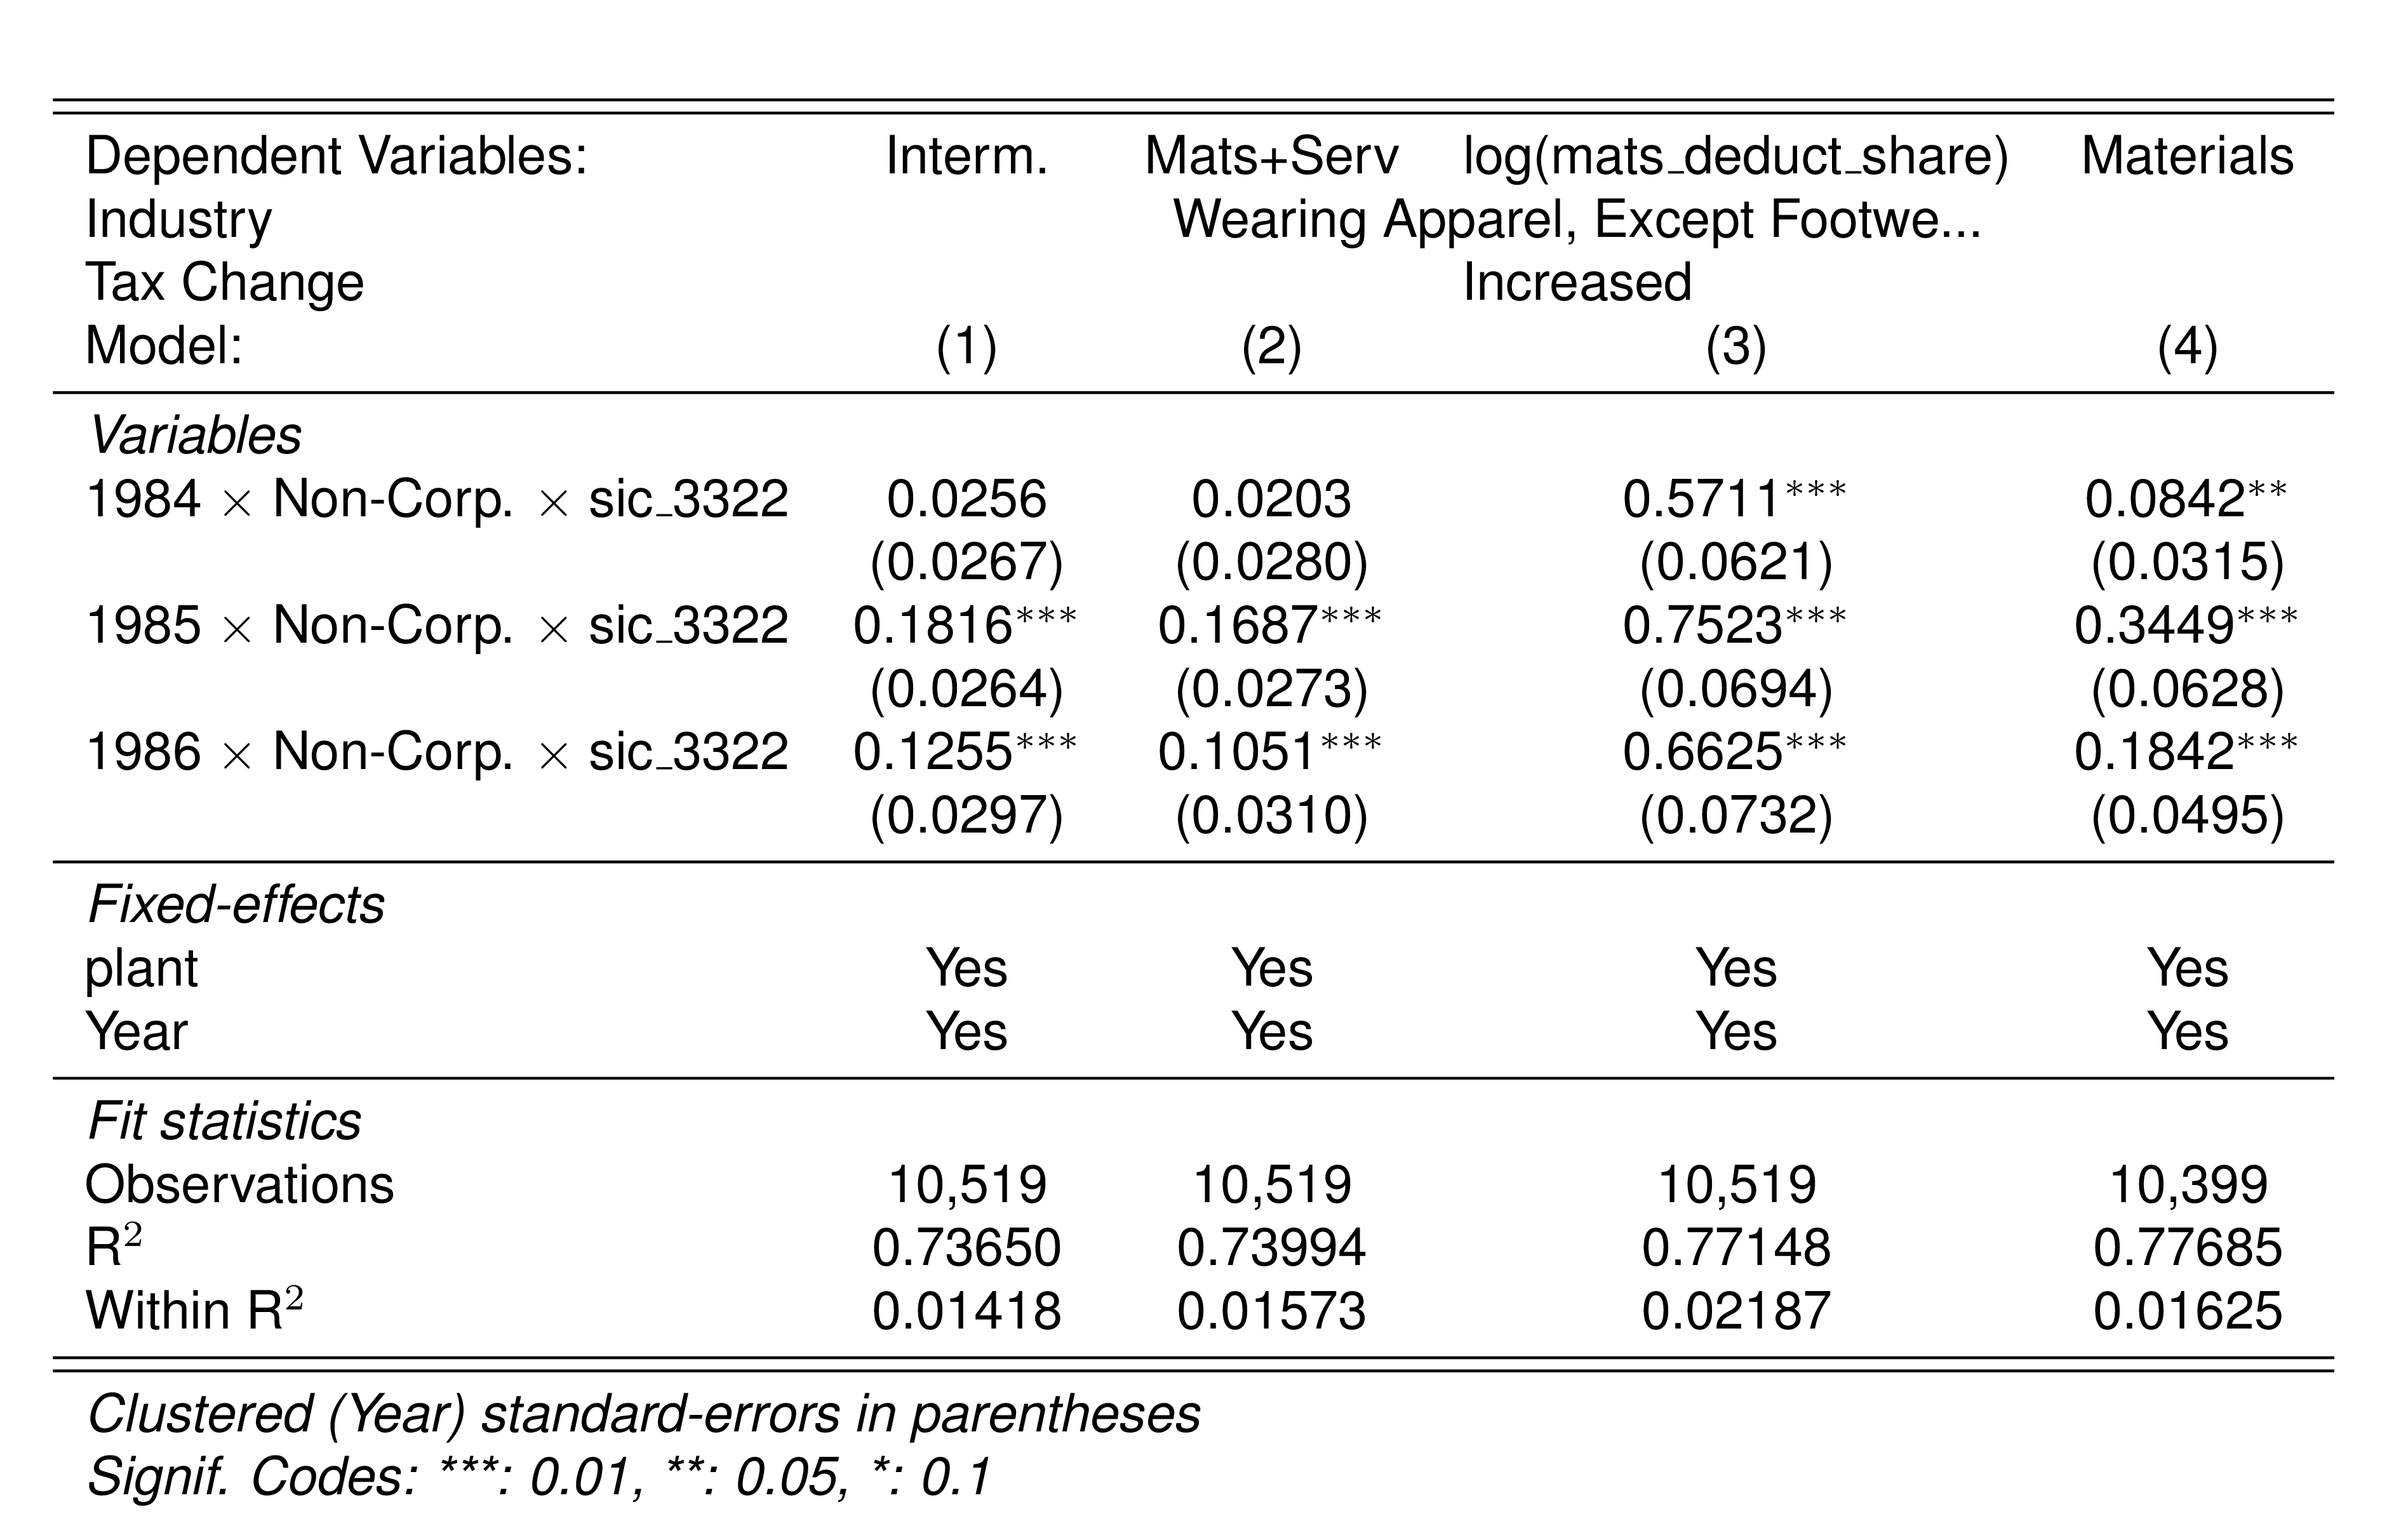 Dependent Variables: Interm. Mats+Serv log(mats_deduct_share) Materials
Industry Wearing Apparel, Except Footwe...
Tax Change Increased
Model: (1) (2) (3) (4)
Variables
1984 × Non-Corp. × sic_3322 0.0256 0.0203 0.5711*** 0.0842**
(0.0267) (0.0280) (0.0621) (0.0315)
1985 × Non-Corp. × sic_3322 0.1816*** 0.1687*** 0.7523*** 0.3449***
(0.0264) (0.0273) (0.0694) (0.0628)
1986 × Non-Corp. × sic_3322 0.1255*** 0.1051*** 0.6625*** 0.1842***
(0.0297) (0.0310) (0.0732) (0.0495)
Fixed-effects
plant Yes Yes Yes Yes
Year Yes Yes Yes Yes
Fit statistics
Observations 10,519 10,519 10,519 10,399
R² 0.73650 0.73994 0.77148 0.77685
Within R² 0.01418 0.01573 0.02187 0.01625
Clustered (Year) standard-errors in parentheses
Signif. Codes: ***: 0.01, **: 0.05, *: 0.1